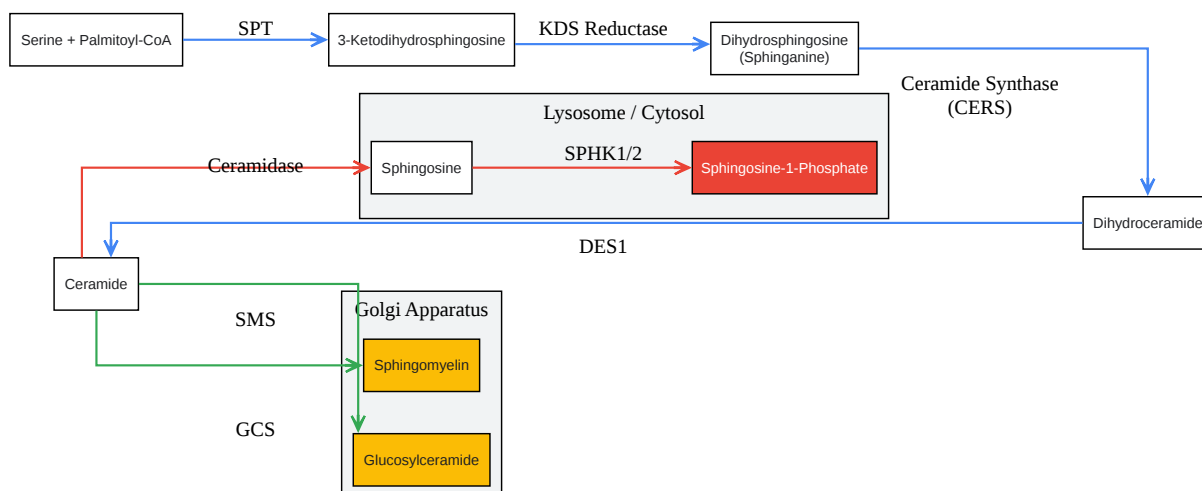 Serine + Palmitoyl-CoA
SPT
3-Ketodihydrosphingosine
KDS Reductase
Dihydrosphingosine
(Sphinganine)
Ceramide Synthase
(CERS)
Lysosome / Cytosol
Ceramidase
Sphingosine
SPHK1/2
Sphingosine-1-Phosphate
Dihydroceramide
DES1
Ceramide
SMS
Golgi Apparatus
Sphingomyelin
GCS
Glucosylceramide